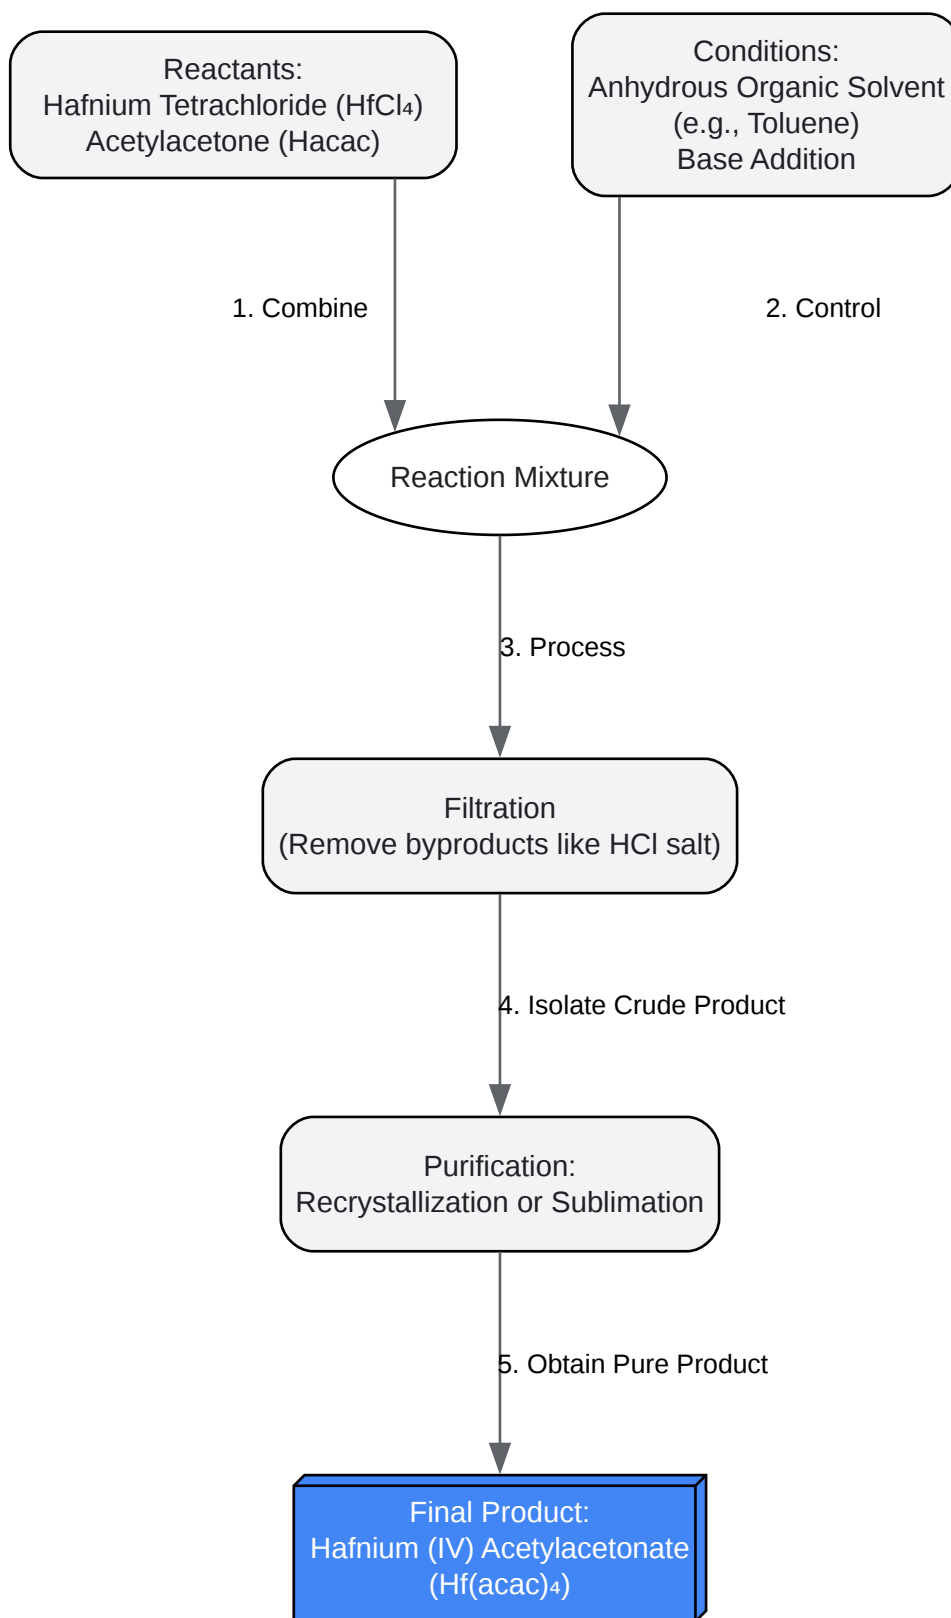 Reactants:
Hafnium Tetrachloride (HfCl₄)
Acetylacetone (Hacac)
Conditions:
Anhydrous Organic Solvent
(e.g., Toluene)
Base Addition
1. Combine
2. Control
Reaction Mixture
3. Process
Filtration
(Remove byproducts like HCl salt)
4. Isolate Crude Product
Purification:
Recrystallization or Sublimation
5. Obtain Pure Product
Final Product:
Hafnium (IV) Acetylacetonate
(Hf(acac)₄)